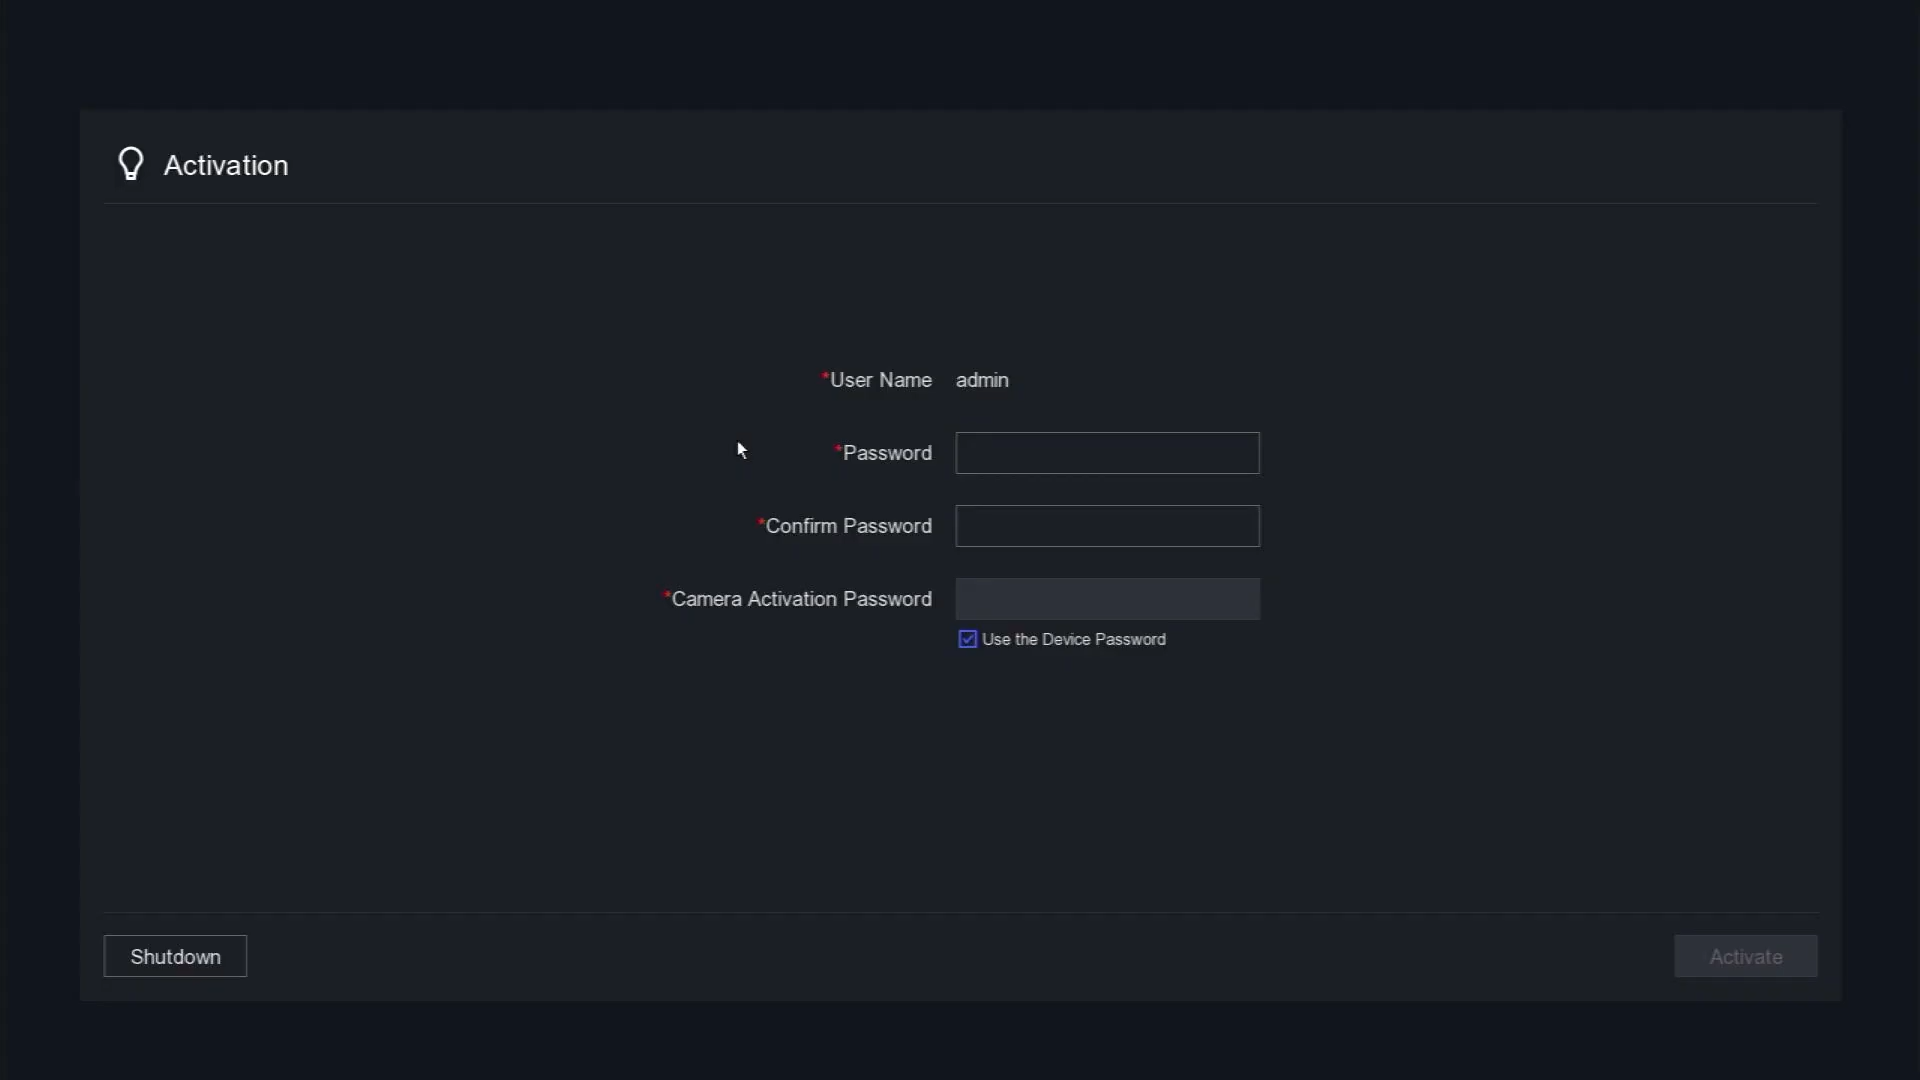 Activation
*User Name admin
*Password
*Confirm Password
*Camera Activation Password
Use the Device Password
Shutdown
Activate